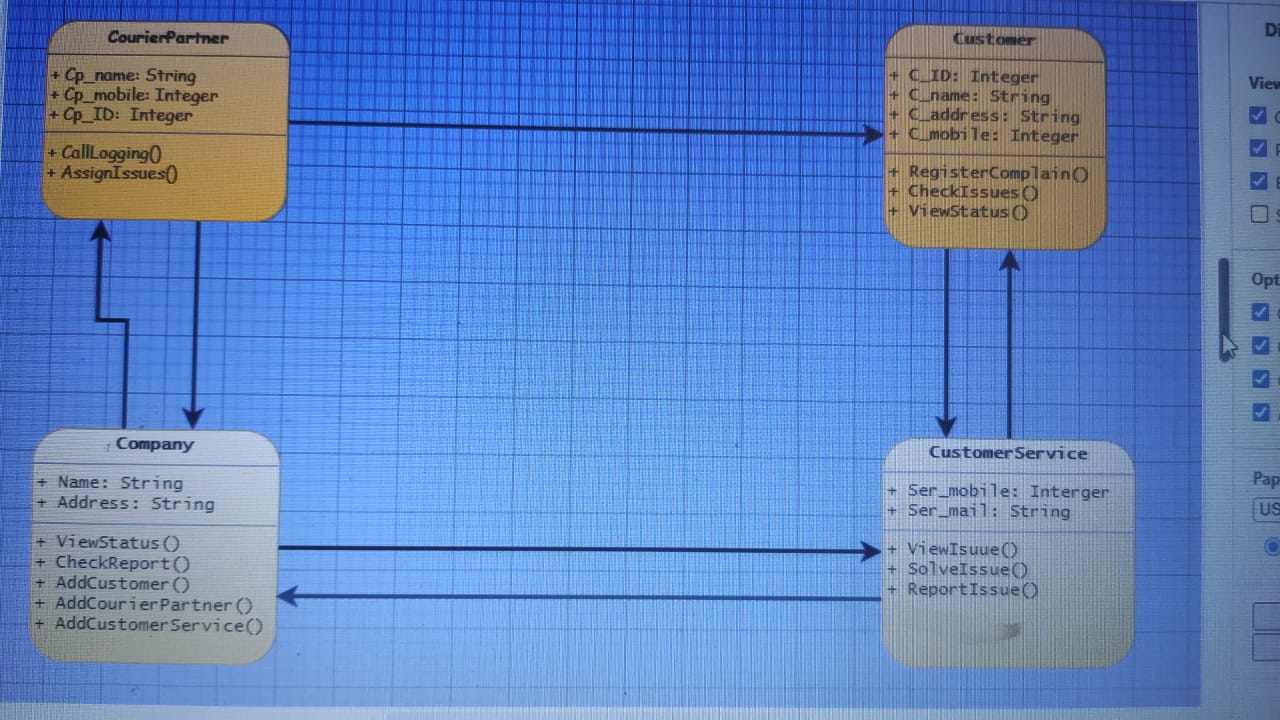 CourierPartner
+ Cp_name: String
+ Cp_mobile: Integer
+ Cp_ID: Integer
+ CallLogging()
+ AssignIssues()
Customer
+ C_ID: Integer
+ C_name: String
+ C_address: String
+ C_mobile: Integer
+ RegisterComplain()
+ CheckIssues()
+ ViewStatus()
Company
+ Name: String
+ Address: String
+ ViewStatus()
+ CheckReport()
+ AddCustomer()
+ AddCourierPartner()
+ AddCustomerService()
CustomerService
+ Ser_mobile: Interger
+ Ser_mail: String
+ ViewIsuue()
+ SolveIssue()
+ ReportIssue()
Di
View
Opt
Pap
US